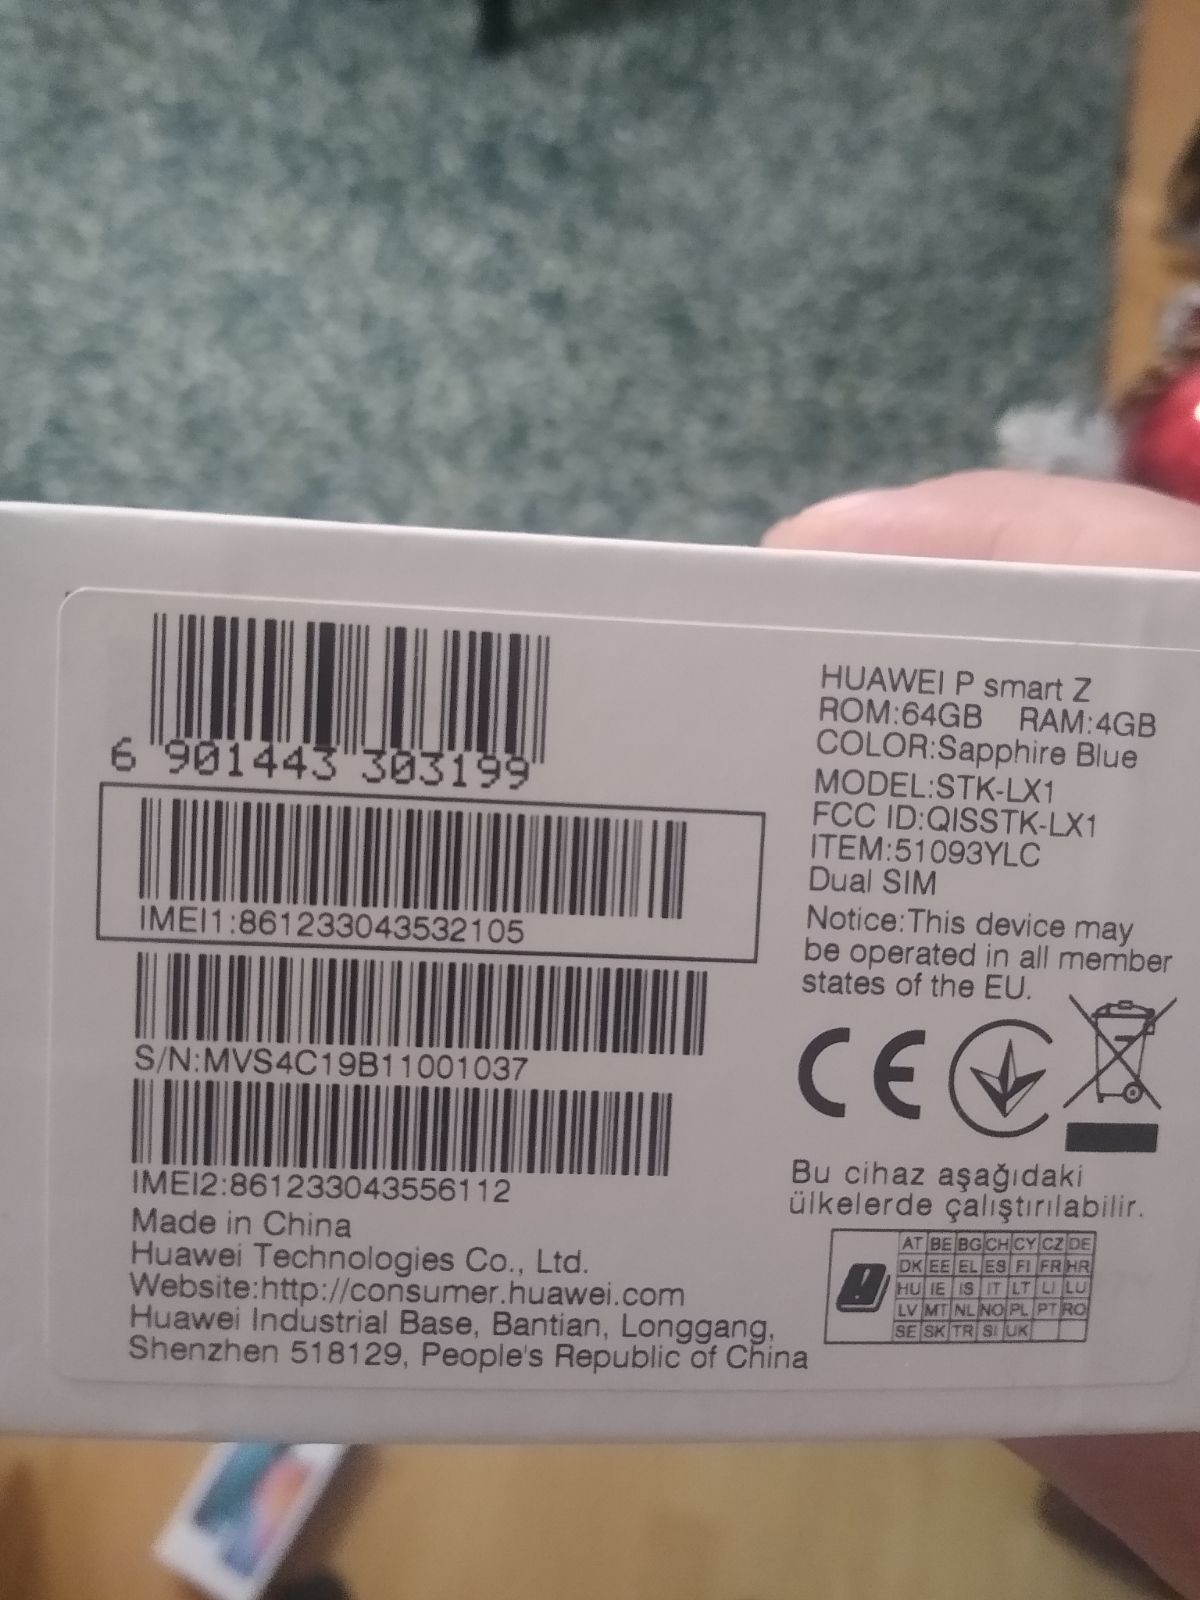 6 901443 303199
IMEI1:861233043532105
S/N:MVS4C19B11001037
IMEI2:861233043556112
Made in China
Huawei Technologies Co., Ltd.
Website:http://consumer.huawei.com
Huawei Industrial Base, Bantian, Longgang,
Shenzhen 518129, People's Republic of China
HUAWEI P smart Z
ROM:64GB RAM:4GB
COLOR:Sapphire Blue
MODEL:STK-LX1
FCC ID:QISSTK-LX1
ITEM:51093YLC
Dual SIM
Notice:This device may
be operated in all member
states of the EU.
CE
Bu cihaz aşağıdaki
ülkelerde çalıştırılabilir.
AT BE BG CH CY CZ DE
DK EE EL ES FI FR HR
HU IE IS IT LT LI LU
LV MT NL NO PL PT RO
SE SK TR SI UK